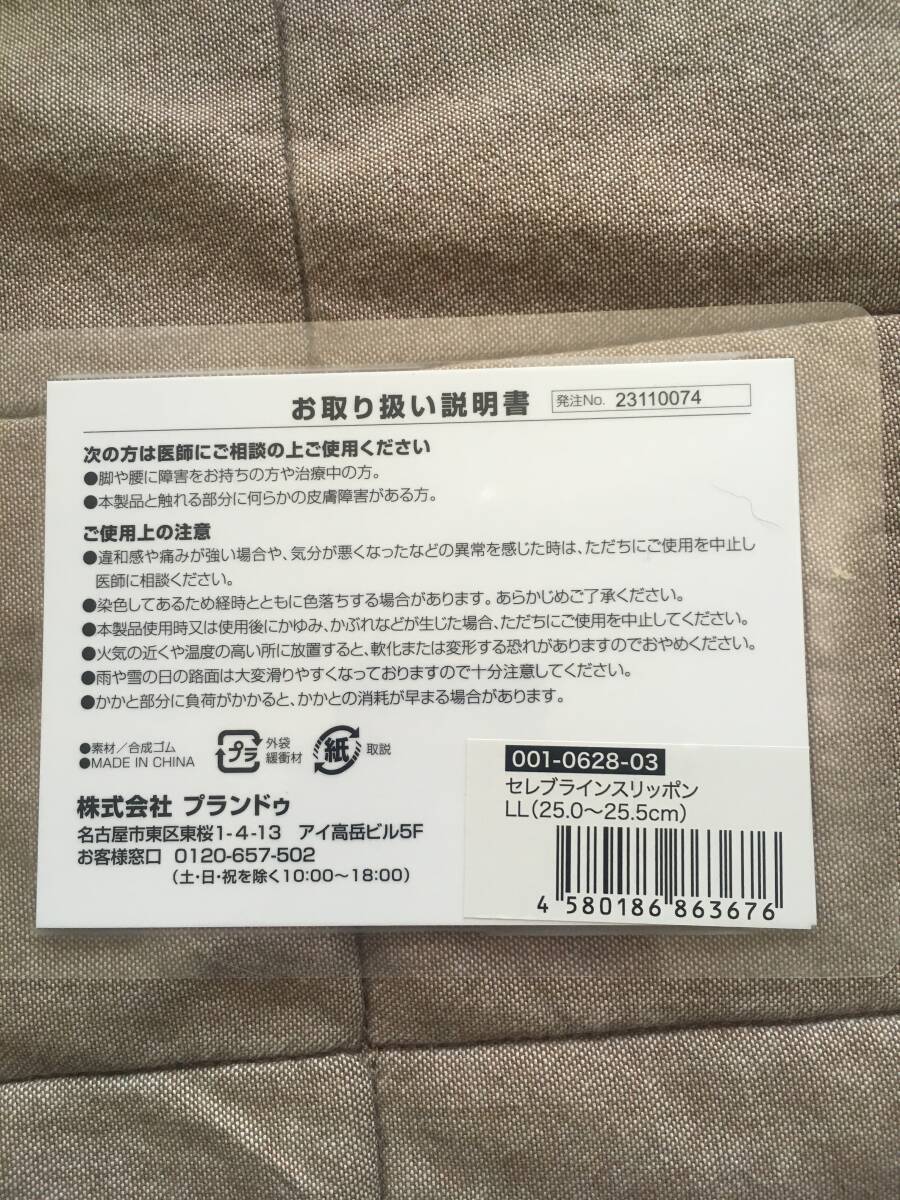 お取り扱い説明書
発注No. 23110074
次の方は医師にご相談の上ご使用ください
●脚や腰に障害をお持ちの方や治療中の方。
●本製品と触れる部分に何らかの皮膚障害がある方。
ご使用上の注意
●違和感や痛みが強い場合や、気分が悪くなったなどの異常を感じた時は、ただちにご使用を中止し
医師に相談ください。
●染色してあるため経時とともに色落ちする場合があります。あらかじめご了承ください。
●本製品使用時又は使用後にかゆみ、かぶれなどが生じた場合、ただちにご使用を中止してください。
●火気の近くや温度の高い所に放置すると、軟化または変形する恐れがありますのでおやめください。
●雨や雪の日の路面は大変滑りやすくなっておりますので十分注意してください。
●かかと部分に負荷がかかると、かかとの消耗が早まる場合があります。
●素材/合成ゴム
●MADE IN CHINA
プラ
外袋
緩衝材
紙
取説
株式会社 プランドゥ
名古屋市東区東桜1-4-13 アイ高岳ビル5F
お客様窓口 0120-657-502
(土・日・祝を除く10:00〜18:00)
001-0628-03
セレブラインスリッポン
LL(25.0〜25.5cm)
4 580186 863676